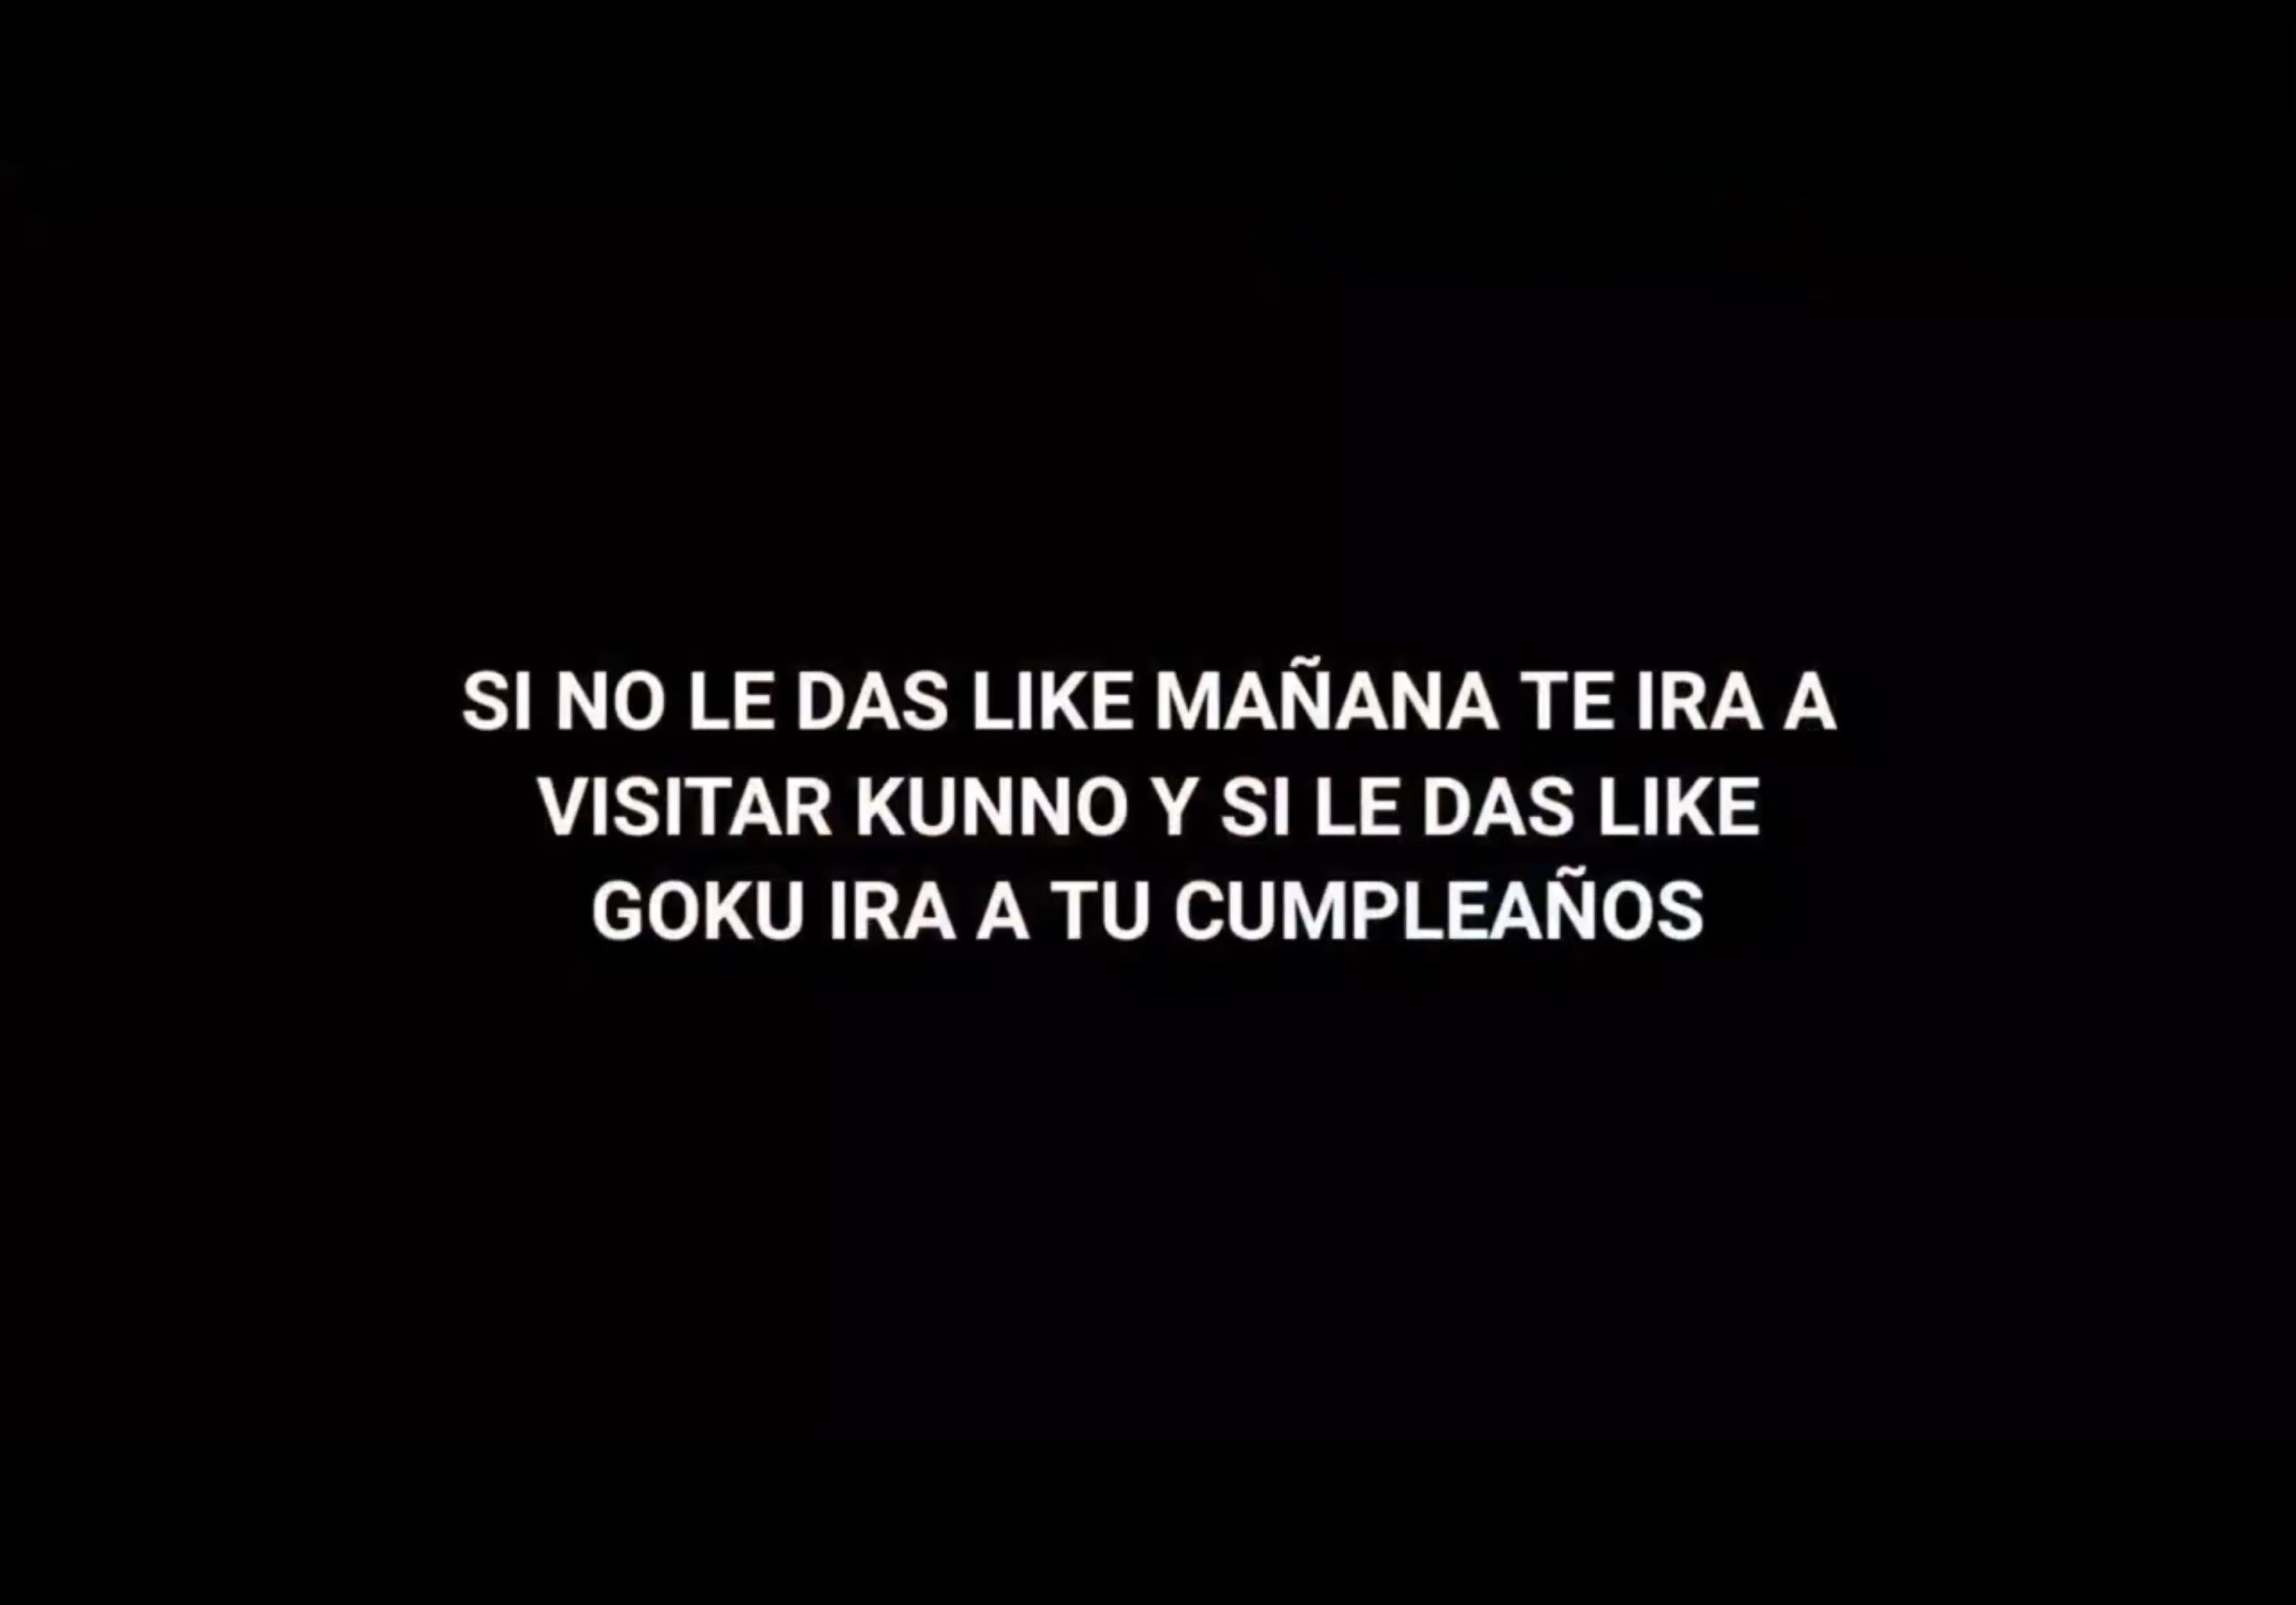 SI NO LE DAS LIKE MAÑANA TE IRA A
VISITAR KUNNO Y SI LE DAS LIKE
GOKU IRA A TU CUMPLEAÑOS